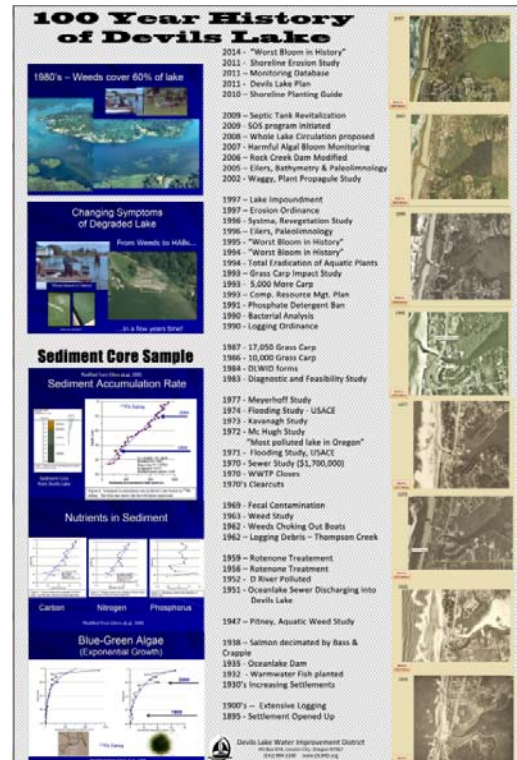 100 Year History
of Devils Lake
1980's – Weeds cover 60% of lake
Changing Symptoms
of Degraded Lake
From Weeds to HABs...
...in a few years time!
Sediment Core Sample
Sediment Accumulation Rate
Nutrients in Sediment
Carbon Nitrogen Phosphorus
Blue-Green Algae
(Exponential Growth)
2014 - "Worst Bloom in History"
2011 - Shoreline Erosion Study
2011 – Monitoring Database
2011 - Devils Lake Plan
2010 – Shoreline Planting Guide
2009 – Septic Tank Revitalization
2009 - SOS program initiated
2008 – Whole Lake Circulation proposed
2007 - Harmful Algal Bloom Monitoring
2006 – Rock Creek Dam Modified
2005 – Eilers, Bathymetry & Paleolimnology
2002 - Waggy, Plant Propagule Study
1997 – Lake Impoundment
1997 – Erosion Ordinance
1996 - Systma, Revegetation Study
1996 – Eilers, Paleolimnology
1995 - "Worst Bloom in History"
1994 - "Worst Bloom in History"
1994 - Total Eradication of Aquatic Plants
1993 – Grass Carp Impact Study
1993 - 5,000 More Carp
1993 – Comp. Resource Mgt. Plan
1991 - Phosphate Detergent Ban
1990 - Bacterial Analysis
1990 - Logging Ordinance
1987 - 17,050 Grass Carp
1986 - 10,000 Grass Carp
1984 - DLWID forms
1983 - Diagnostic and Feasibility Study
1977 - Meyerhoff Study
1974 - Flooding Study - USACE
1973 – Kavanagh Study
1972 - Mc Hugh Study
"Most polluted lake in Oregon"
1971 - Flooding Study, USACE
1970 - Sewer Study ($1,700,000)
1970 - WWTP Closes
1970's Clearcuts
1969 - Fecal Contamination
1963 - Weed Study
1962 - Weeds Choking Out Boats
1962 – Logging Debris – Thompson Creek
1959 - Rotenone Treatement
1956 - Rotenone Treatment
1952 - D River Polluted
1951 - Oceanlake Sewer Discharging Into
Devils Lake
1947 – Pitney, Aquatic Weed Study
1938 – Salmon decimated by Bass &
Crappie
1935 - Oceanlake Dam
1932 - Warmwater Fish planted
1930's Increasing Settlements
1900's -- Extensive Logging
1895 - Settlement Opened Up
Devils Lake Water Improvement District